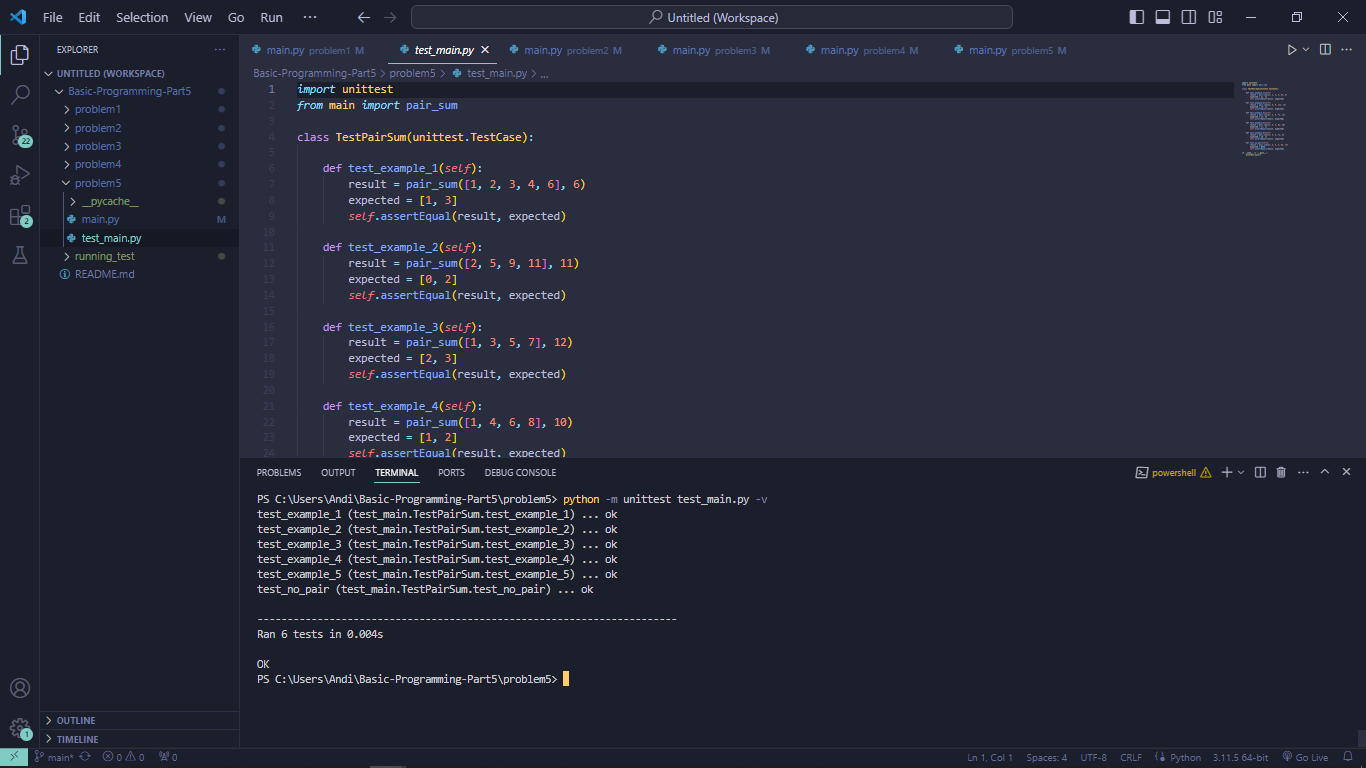 File Edit Selection View Go Run ··· Untitled (Workspace)
EXPLORER ···
UNTITLED (WORKSPACE)
Basic-Programming-Part5
problem1
problem2
problem3
problem4
problem5
__pycache__
main.py M
test_main.py
running_test
README.md
OUTLINE
TIMELINE
22
2
1
main.py problem1 M test_main.py main.py problem2 M main.py problem3 M main.py problem4 M main.py problem5 M
Basic-Programming-Part5 > problem5 > test_main.py > ...
1 import unittest
2 from main import pair_sum
3
4 class TestPairSum(unittest.TestCase):
5
6 def test_example_1(self):
7 result = pair_sum([1, 2, 3, 4, 6], 6)
8 expected = [1, 3]
9 self.assertEqual(result, expected)
10
11 def test_example_2(self):
12 result = pair_sum([2, 5, 9, 11], 11)
13 expected = [0, 2]
14 self.assertEqual(result, expected)
15
16 def test_example_3(self):
17 result = pair_sum([1, 3, 5, 7], 12)
18 expected = [2, 3]
19 self.assertEqual(result, expected)
20
21 def test_example_4(self):
22 result = pair_sum([1, 4, 6, 8], 10)
23 expected = [1, 2]
24 self.assertEqual(result, expected)
PROBLEMS OUTPUT TERMINAL PORTS DEBUG CONSOLE powershell
PS C:\Users\Andi\Basic-Programming-Part5\problem5> python -m unittest test_main.py -v
test_example_1 (test_main.TestPairSum.test_example_1) ... ok
test_example_2 (test_main.TestPairSum.test_example_2) ... ok
test_example_3 (test_main.TestPairSum.test_example_3) ... ok
test_example_4 (test_main.TestPairSum.test_example_4) ... ok
test_example_5 (test_main.TestPairSum.test_example_5) ... ok
test_no_pair (test_main.TestPairSum.test_no_pair) ... ok
----------------------------------------------------------------------
Ran 6 tests in 0.004s
OK
PS C:\Users\Andi\Basic-Programming-Part5\problem5>
main* 0 0 0 Ln 1, Col 1 Spaces: 4 UTF-8 CRLF Python 3.11.5 64-bit Go Live